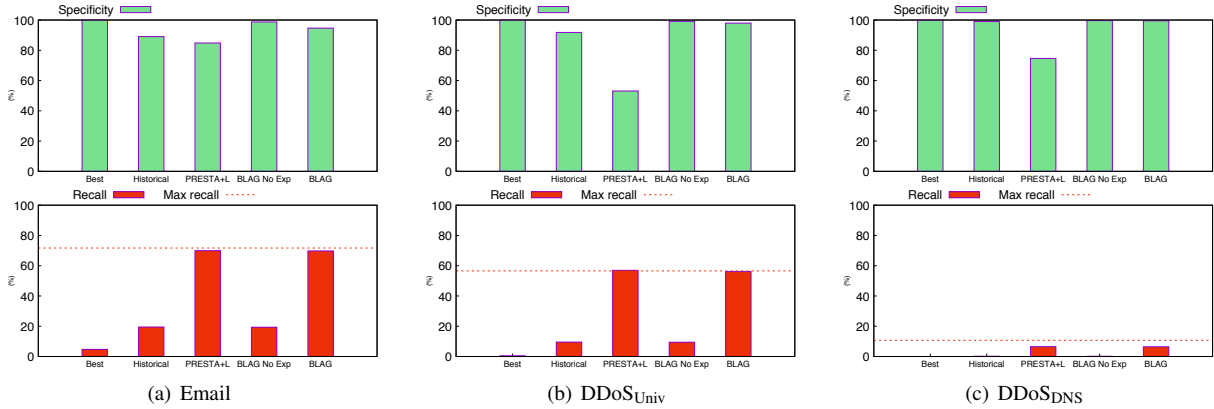 Specificity
100
80
60
40
20
0
(%)
Best Historical PRESTA+L BLAG No Exp BLAG
Recall Max recall
100
80
60
40
20
0
(%)
Best Historical PRESTA+L BLAG No Exp BLAG
(a) Email
Specificity
100
80
60
40
20
0
(%)
Best Historical PRESTA+L BLAG No Exp BLAG
Recall Max recall
100
80
60
40
20
0
(%)
Best Historical PRESTA+L BLAG No Exp BLAG
(b) DDoSUniv
Specificity
100
80
60
40
20
0
(%)
Best Historical PRESTA+L BLAG No Exp BLAG
Recall Max recall
100
80
60
40
20
0
(%)
Best Historical PRESTA+L BLAG No Exp BLAG
(c) DDoSDNS